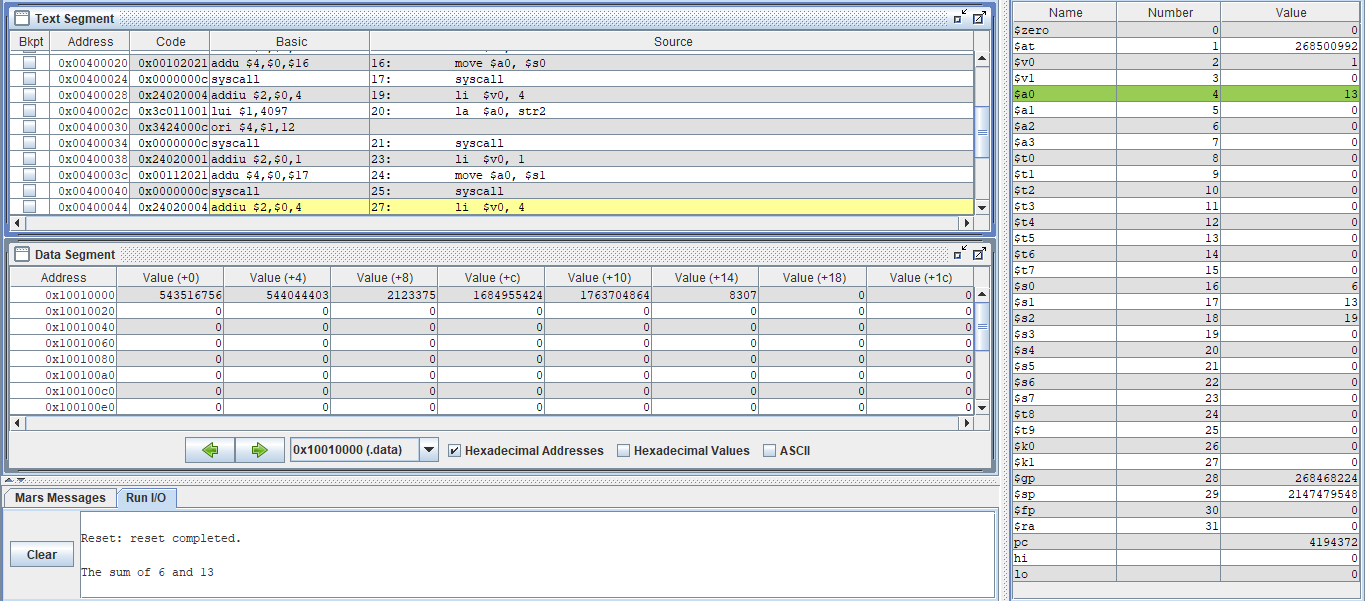 Text Segment
Bkpt Address Code Basic Source
0x00400020 0x00102021 addu $4,$0,$16 16: move $a0, $s0
0x00400024 0x0000000c syscall 17: syscall
0x00400028 0x24020004 addiu $2,$0,4 19: li $v0, 4
0x0040002c 0x3c011001 lui $1,4097 20: la $a0, str2
0x00400030 0x3424000c ori $4,$1,12
0x00400034 0x0000000c syscall 21: syscall
0x00400038 0x24020001 addiu $2,$0,1 23: li $v0, 1
0x0040003c 0x00112021 addu $4,$0,$17 24: move $a0, $s1
0x00400040 0x0000000c syscall 25: syscall
0x00400044 0x24020004 addiu $2,$0,4 27: li $v0, 4
Data Segment
Address Value (+0) Value (+4) Value (+8) Value (+c) Value (+10) Value (+14) Value (+18) Value (+1c)
0x10010000 543516756 544044403 2123375 1684955424 1763704864 8307 0 0
0x10010020 0 0 0 0 0 0 0 0
0x10010040 0 0 0 0 0 0 0 0
0x10010060 0 0 0 0 0 0 0 0
0x10010080 0 0 0 0 0 0 0 0
0x100100a0 0 0 0 0 0 0 0 0
0x100100c0 0 0 0 0 0 0 0 0
0x100100e0 0 0 0 0 0 0 0 0
0x10010000 (.data) Hexadecimal Addresses Hexadecimal Values ASCII
Mars Messages Run I/O
Clear
Reset: reset completed.
The sum of 6 and 13
Name Number Value
$zero 0 0
$at 1 268500992
$v0 2 1
$v1 3 0
$a0 4 13
$a1 5 0
$a2 6 0
$a3 7 0
$t0 8 0
$t1 9 0
$t2 10 0
$t3 11 0
$t4 12 0
$t5 13 0
$t6 14 0
$t7 15 0
$s0 16 6
$s1 17 13
$s2 18 19
$s3 19 0
$s4 20 0
$s5 21 0
$s6 22 0
$s7 23 0
$t8 24 0
$t9 25 0
$k0 26 0
$k1 27 0
$gp 28 268468224
$sp 29 2147479548
$fp 30 0
$ra 31 0
pc 4194372
hi 0
lo 0